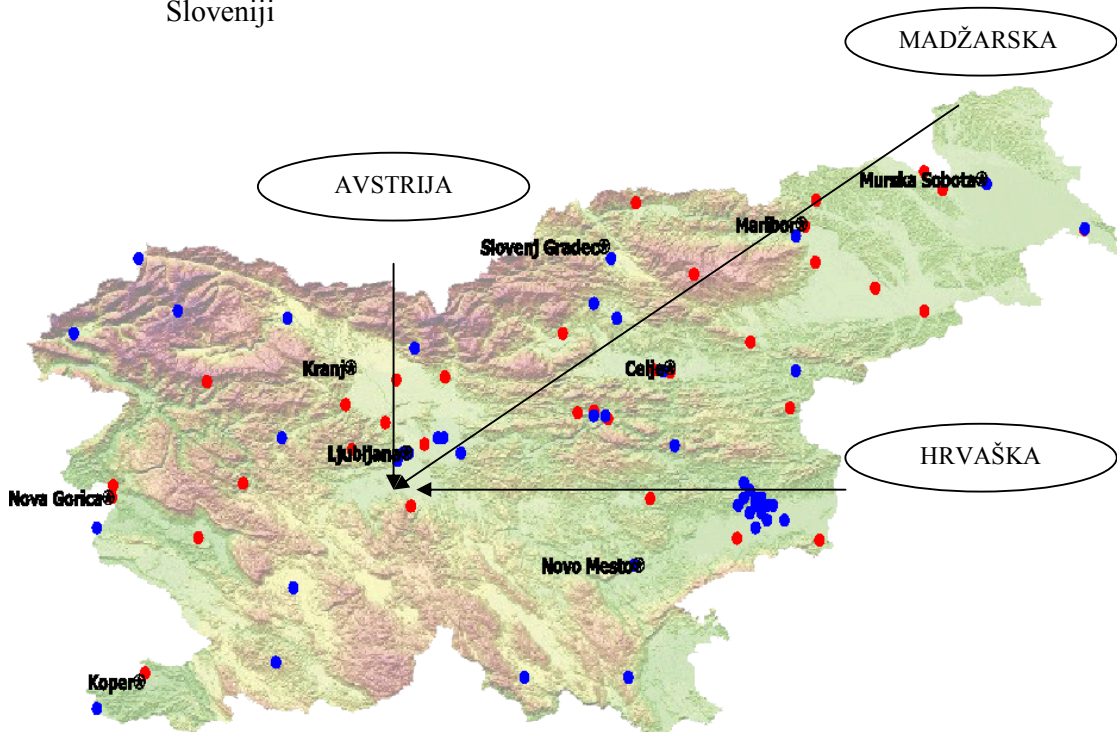 Sloveniji
MADŽARSKA
AVSTRIJA
Murska Sobota
Maribor
Slovenj Gradec
Kranj
Celje
Ljubljana
HRVAŠKA
Nova Gorica
Novo Mesto
Koper